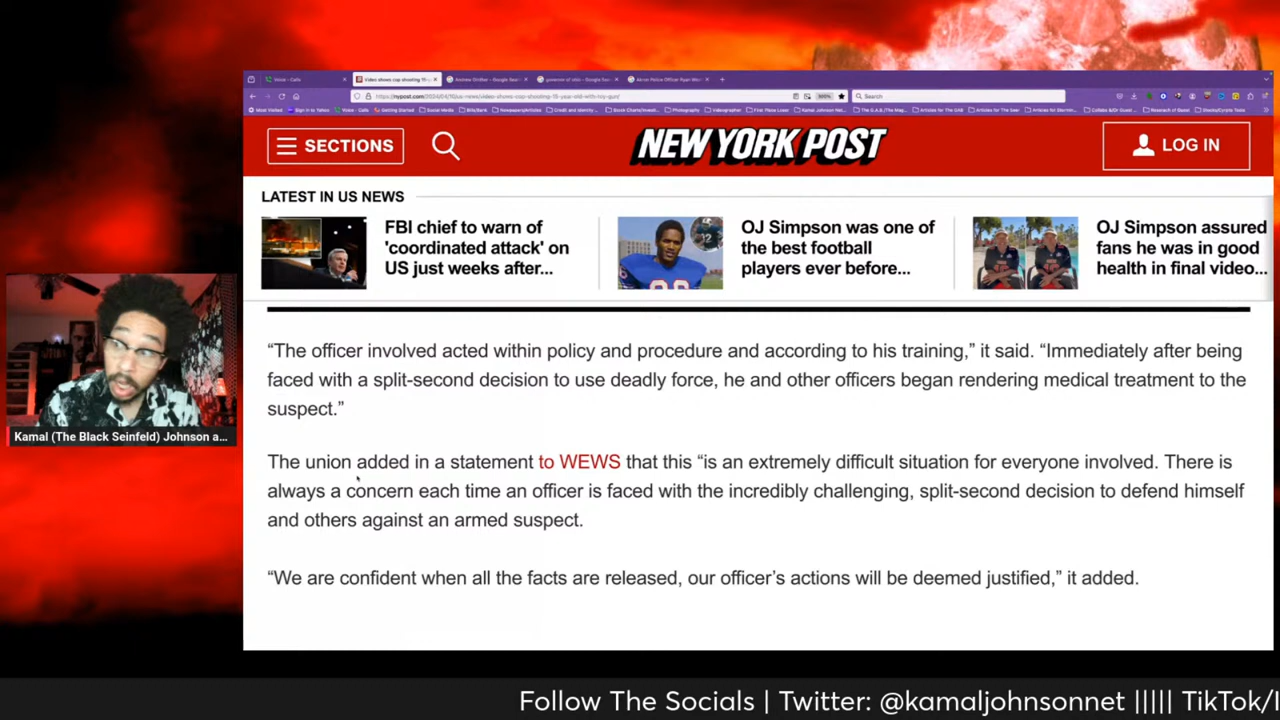 Voice - Calls
SECTIONS
NEW YORK POST
LOG IN
LATEST IN US NEWS
FBI chief to warn of
'coordinated attack' on
US just weeks after...
OJ Simpson was one of
the best football
players ever before...
OJ Simpson assured
fans he was in good
health in final video...
“The officer involved acted within policy and procedure and according to his training,” it said. “Immediately after being
faced with a split-second decision to use deadly force, he and other officers began rendering medical treatment to the
suspect.”
The union added in a statement to WEWS that this “is an extremely difficult situation for everyone involved. There is
always a concern each time an officer is faced with the incredibly challenging, split-second decision to defend himself
and others against an armed suspect.
“We are confident when all the facts are released, our officer’s actions will be deemed justified,” it added.
Kamal (The Black Seinfeld) Johnson a...
Follow The Socials | Twitter: @kamaljohnsonnet ||||| TikTok/I